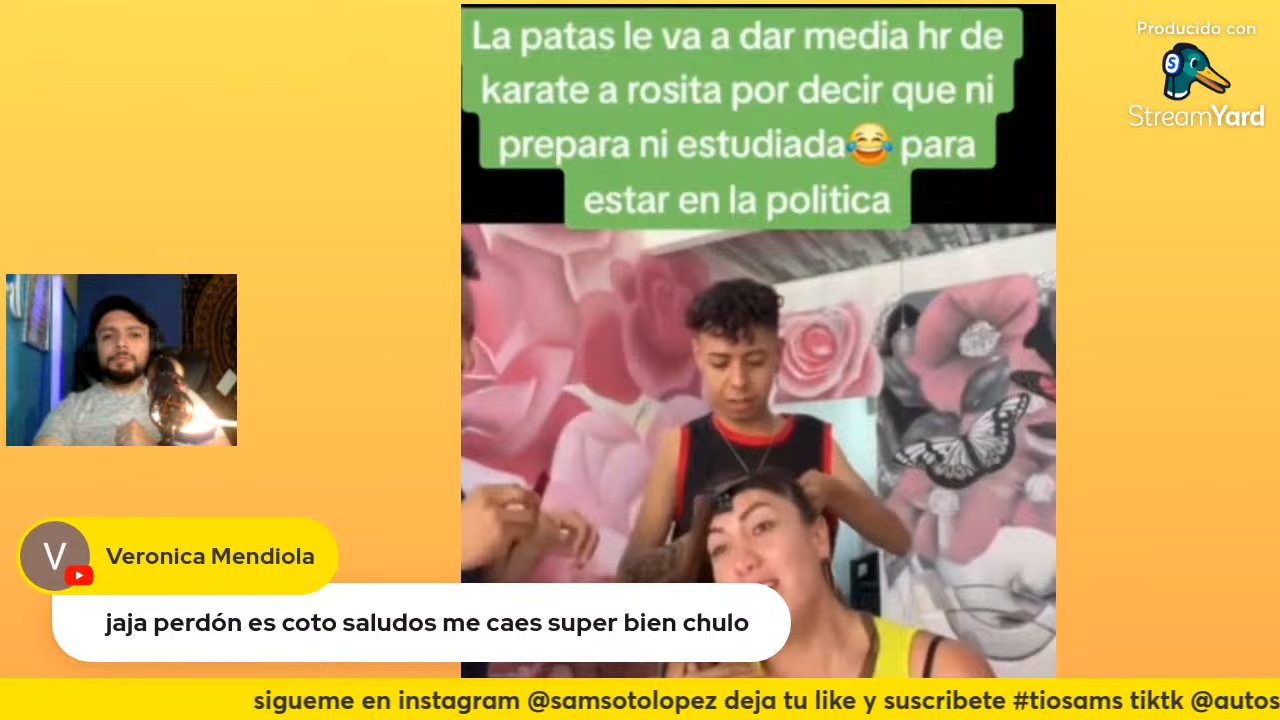 La patas le va a dar media hr de
karate a rosita por decir que ni
prepara ni estudiada😂 para
estar en la politica
Producido con
S
StreamYard
V
Veronica Mendiola
jaja perdón es coto saludos me caes super bien chulo
sigueme en instagram @samsotolopez deja tu like y suscribete #tiosams tiktk @autos